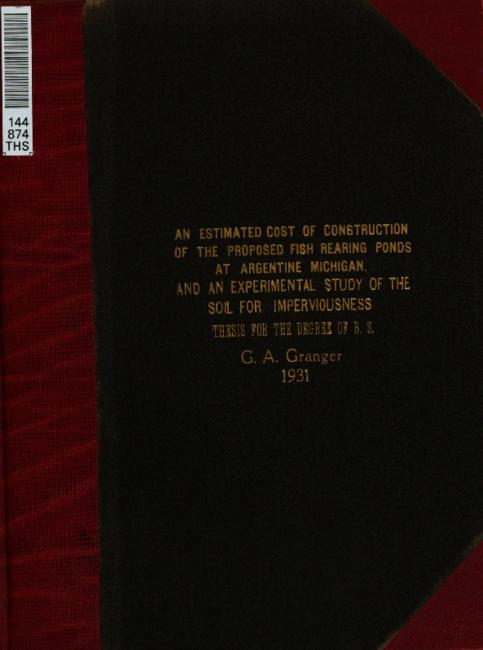 144
874
THS
AN ESTIMATED COST OF CONSTRUCTION
OF THE PROPOSED FISH REARING PONDS
AT ARGENTINE MICHIGAN,
AND AN EXPERIMENTAL STUDY OF THE
SOIL FOR IMPERVIOUSNESS
THESIS FOR THE DEGREE OF B. S.
G. A. Granger
1931